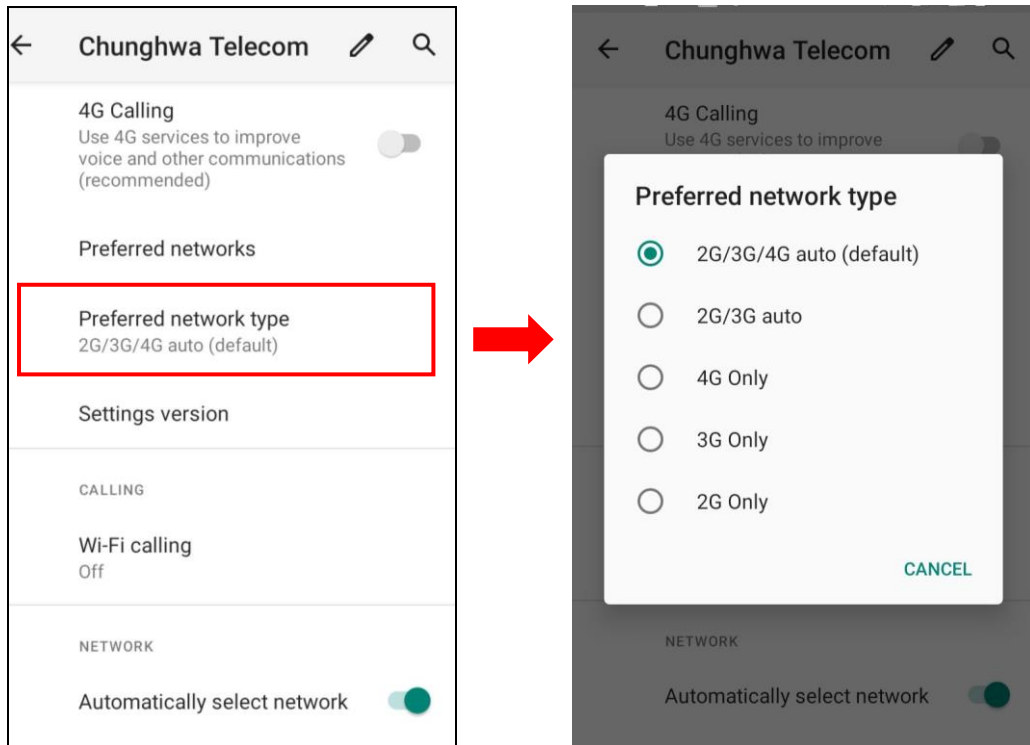 Chunghwa Telecom
4G Calling
Use 4G services to improve
voice and other communications
(recommended)
Preferred networks
Preferred network type
2G/3G/4G auto (default)
Settings version
CALLING
Wi-Fi calling
Off
NETWORK
Automatically select network
Chunghwa Telecom
4G Calling
Use 4G services to improve
Preferred network type
2G/3G/4G auto (default)
2G/3G auto
4G Only
3G Only
2G Only
CANCEL
NETWORK
Automatically select network